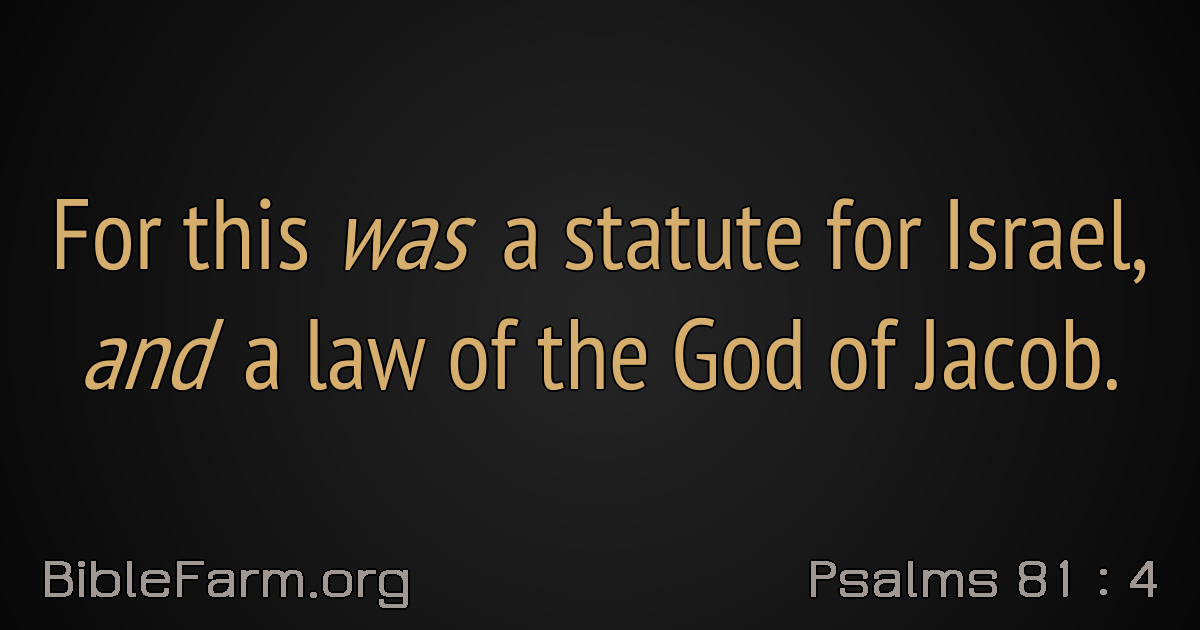 For this was a statute for Israel,
and a law of the God of Jacob.
BibleFarm.org
Psalms 81 : 4